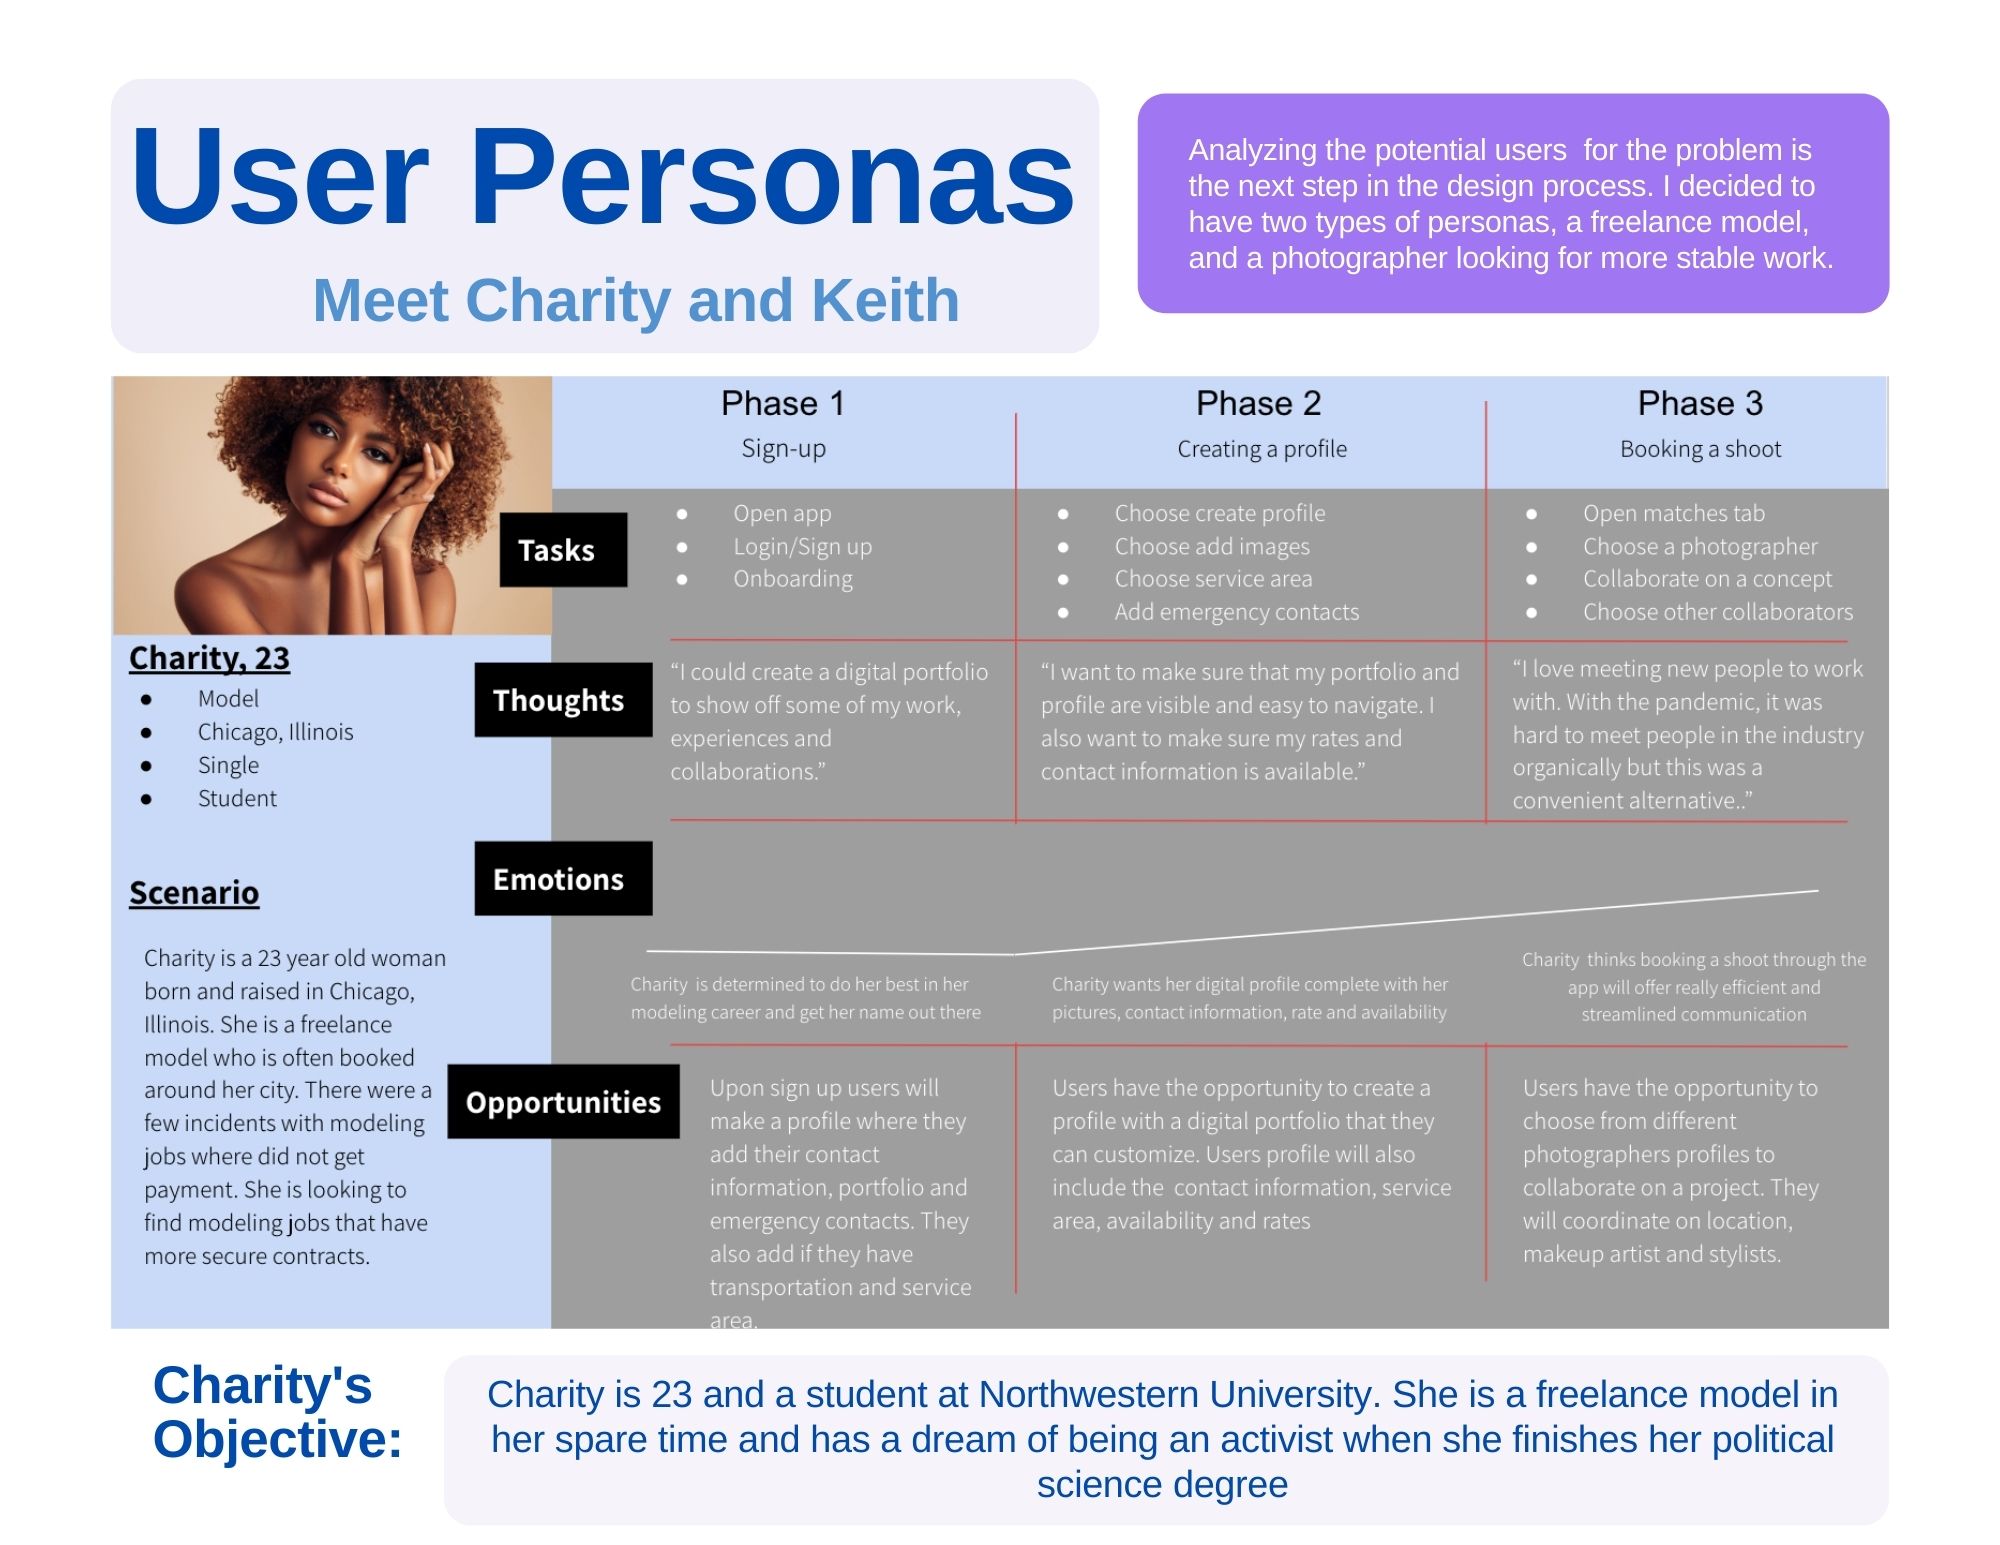 User Personas
Meet Charity and Keith
Analyzing the potential users  for the problem is
the next step in the design process. I decided to
have two types of personas, a freelance model,
and a photographer looking for more stable work.
Phase 1
Sign-up
Phase 2
Creating a profile
Phase 3
Booking a shoot
Tasks
● Open app
● Login/Sign up
● Onboarding
● Choose create profile
● Choose add images
● Choose service area
● Add emergency contacts
● Open matches tab
● Choose a photographer
● Collaborate on a concept
● Choose other collaborators
Charity, 23
● Model
● Chicago, Illinois
● Single
● Student
Thoughts
“I could create a digital portfolio
to show off some of my work,
experiences and
collaborations.”
“I want to make sure that my portfolio and
profile are visible and easy to navigate. I
also want to make sure my rates and
contact information is available.”
“I love meeting new people to work
with. With the pandemic, it was
hard to meet people in the industry
organically but this was a
convenient alternative..”
Scenario
Charity is a 23 year old woman
born and raised in Chicago,
Illinois. She is a freelance
model who is often booked
around her city. There were a
few incidents with modeling
jobs where did not get
payment. She is looking to
find modeling jobs that have
more secure contracts.
Emotions
Charity  is determined to do her best in her
modeling career and get her name out there
Charity wants her digital profile complete with her
pictures, contact information, rate and availability
Charity  thinks booking a shoot through the
app will offer really efficient and
streamlined communication
Opportunities
Upon sign up users will
make a profile where they
add their contact
information, portfolio and
emergency contacts. They
also add if they have
transportation and service
area.
Users have the opportunity to create a
profile with a digital portfolio that they
can customize. Users profile will also
include the  contact information, service
area, availability and rates
Users have the opportunity to
choose from different
photographers profiles to
collaborate on a project. They
will coordinate on location,
makeup artist and stylists.
Charity's
Objective:
Charity is 23 and a student at Northwestern University. She is a freelance model in
her spare time and has a dream of being an activist when she finishes her political
science degree